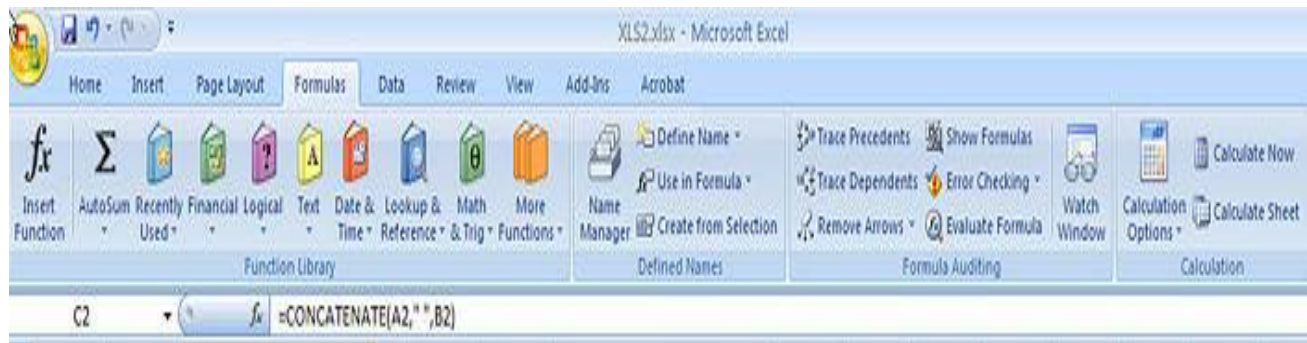 XLS2.xlsx - Microsoft Excel
Home Insert Page Layout Formulas Data Review View Add-Ins Acrobat
fx Insert Function
Σ AutoSum
Recently Used
Financial
Logical
? 
A Text
Date & Time
Lookup & Reference
θ Math & Trig
More Functions
Function Library
Name Manager
Define Name
Use in Formula
Create from Selection
Defined Names
Trace Precedents
Trace Dependents
Remove Arrows
Show Formulas
Error Checking
Evaluate Formula
Watch Window
Formula Auditing
Calculation Options
Calculate Now
Calculate Sheet
Calculation
C2 fx =CONCATENATE(A2," ",B2)